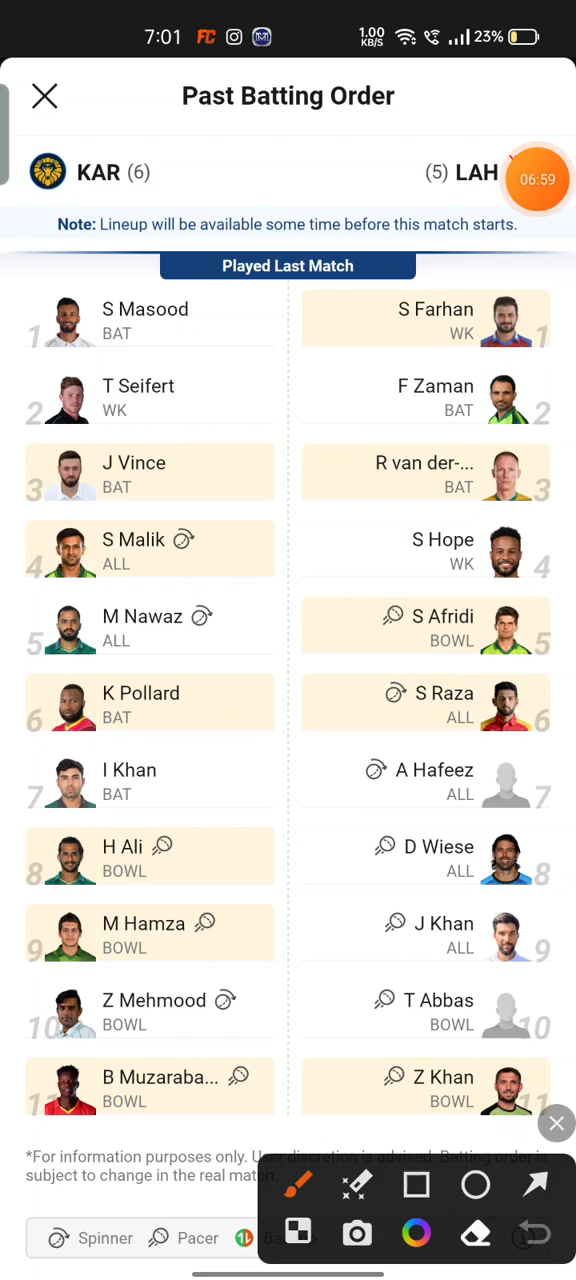 7:01 FC 1.00 KB/S 23%
Past Batting Order
KAR (6) (5) LAH
06:59
Note: Lineup will be available some time before this match starts.
Played Last Match
1 S Masood BAT
S Farhan WK 1
2 T Seifert WK
F Zaman BAT 2
3 J Vince BAT
R van der-... BAT 3
4 S Malik ALL
S Hope WK 4
5 M Nawaz ALL
S Afridi BOWL 5
6 K Pollard BAT
S Raza ALL 6
7 I Khan BAT
A Hafeez ALL 7
8 H Ali BOWL
D Wiese ALL 8
9 M Hamza BOWL
J Khan ALL 9
10 Z Mehmood BOWL
T Abbas BOWL 10
11 B Muzaraba... BOWL
Z Khan BOWL 11
*For information purposes only. User discretion is advised. Batting order is
subject to change in the real match.
Spinner Pacer